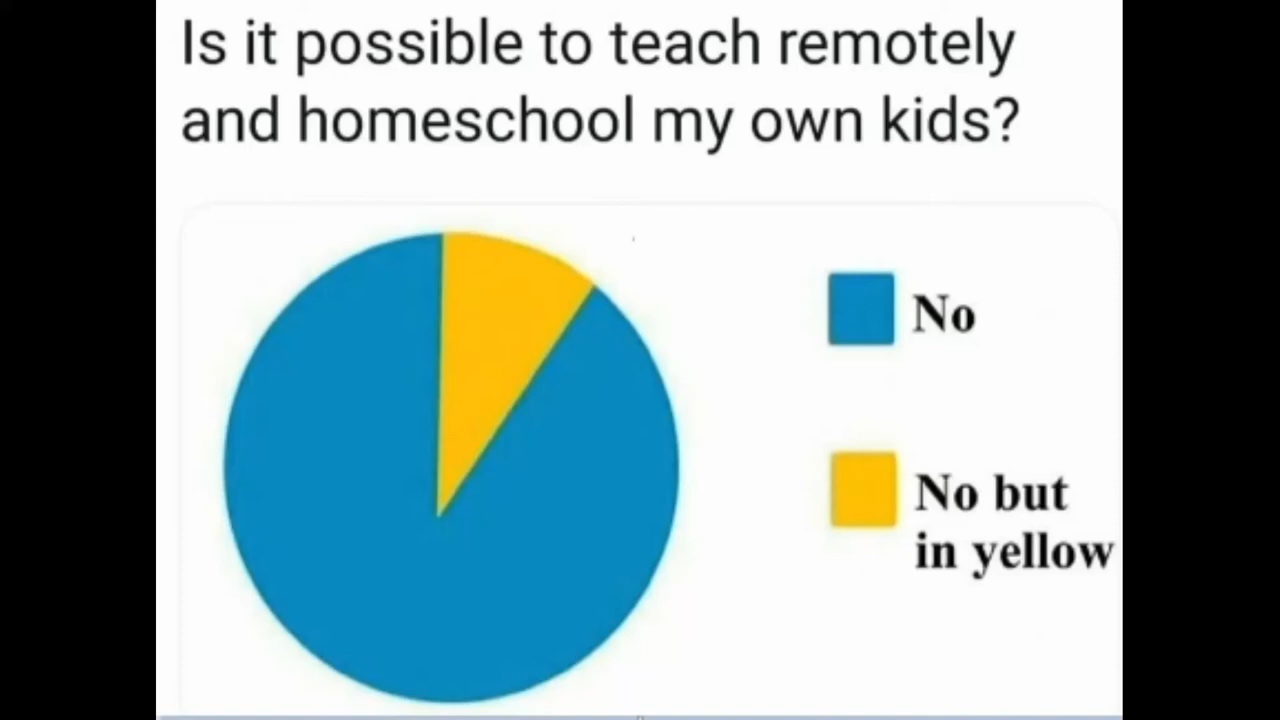 Is it possible to teach remotely
and homeschool my own kids?
No
No but
in yellow